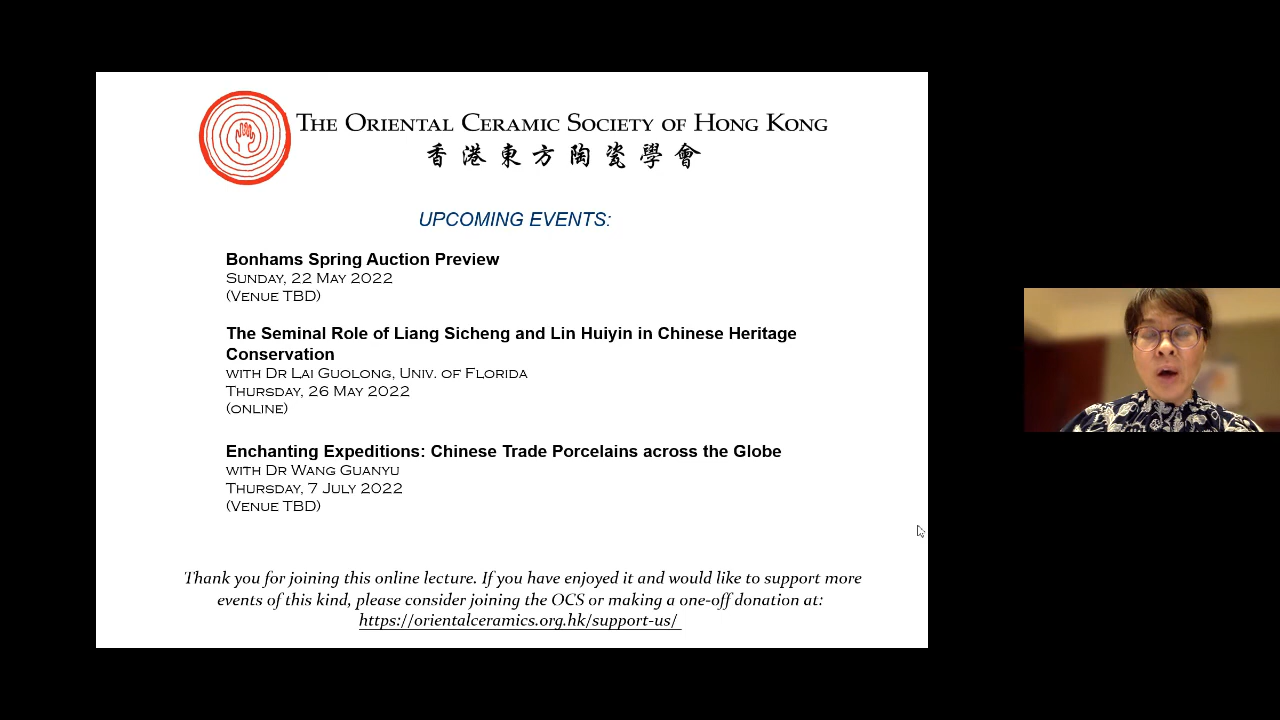 The Oriental Ceramic Society of Hong Kong
香港東方陶瓷學會
UPCOMING EVENTS:
Bonhams Spring Auction Preview
Sunday, 22 May 2022
(Venue TBD)
The Seminal Role of Liang Sicheng and Lin Huiyin in Chinese Heritage
Conservation
with Dr Lai Guolong, Univ. of Florida
Thursday, 26 May 2022
(online)
Enchanting Expeditions: Chinese Trade Porcelains across the Globe
with Dr Wang Guanyu
Thursday, 7 July 2022
(Venue TBD)
Thank you for joining this online lecture. If you have enjoyed it and would like to support more
events of this kind, please consider joining the OCS or making a one-off donation at:
https://orientalceramics.org.hk/support-us/